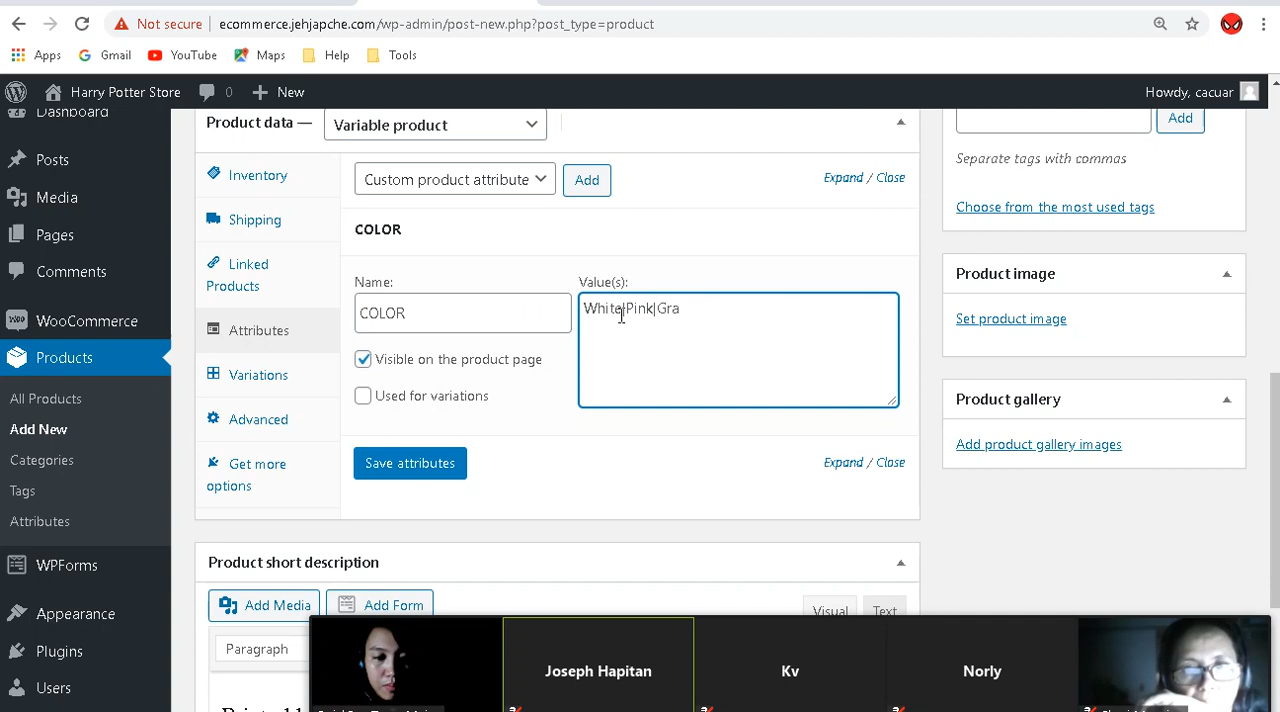 Not secure
ecommerce.jehjapche.com/wp-admin/post-new.php?post_type=product
Apps
Gmail
YouTube
Maps
Help
Tools
Harry Potter Store
0
New
Howdy, cacuar
Dashboard
Posts
Media
Pages
Comments
WooCommerce
Products
All Products
Add New
Categories
Tags
Attributes
WPForms
Appearance
Plugins
Users
Product data —
Variable product
Inventory
Shipping
Linked
Products
Attributes
Variations
Advanced
Get more
options
Custom product attribute
Add
Expand / Close
COLOR
Name:
COLOR
Value(s):
White|Pink|Gra
Visible on the product page
Used for variations
Save attributes
Expand / Close
Product short description
Add Media
Add Form
Visual
Text
Paragraph
Add
Separate tags with commas
Choose from the most used tags
Product image
Set product image
Product gallery
Add product gallery images
Joseph Hapitan
Kv
Norly